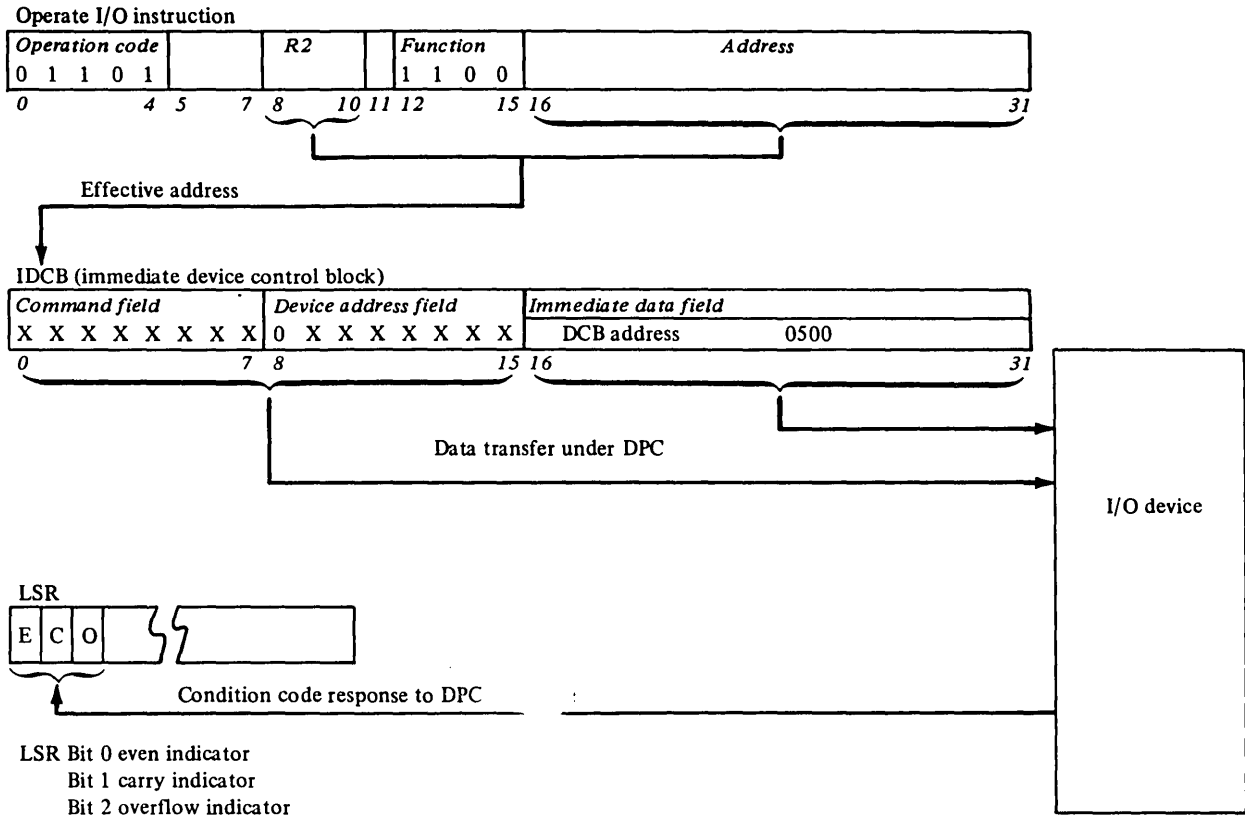 Operate I/O instruction
Operation code R2 Function Address
0 1 1 0 1 1 1 0 0
0 4 5 7 8 10 11 12 15 16 31
Effective address
IDCB (immediate device control block)
Command field Device address field Immediate data field
X X X X X X X X 0 X X X X X X X DCB address 0500
0 7 8 15 16 31
Data transfer under DPC
I/O device
LSR
E C O
Condition code response to DPC
LSR Bit 0 even indicator
Bit 1 carry indicator
Bit 2 overflow indicator